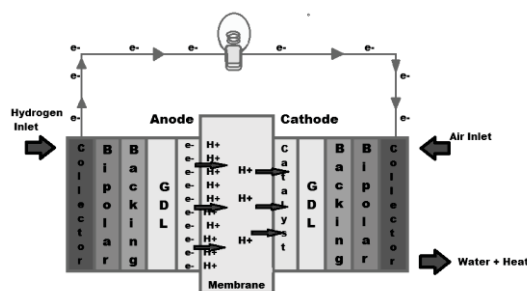 e- e- e- e-
e- e-
e- e-
Hydrogen
Inlet
Anode
Cathode
Air Inlet
Collector
Bipolar
Backing
GDL
e-
e-
e-
e-
e-
e-
e-
e-
e-
e-
H+
H+
H+
H+
H+
H+
H+
H+
H+
H+
H+
H+
H+
Catalyst
GDL
Backing
Bipolar
Collector
Water + Heat
Membrane